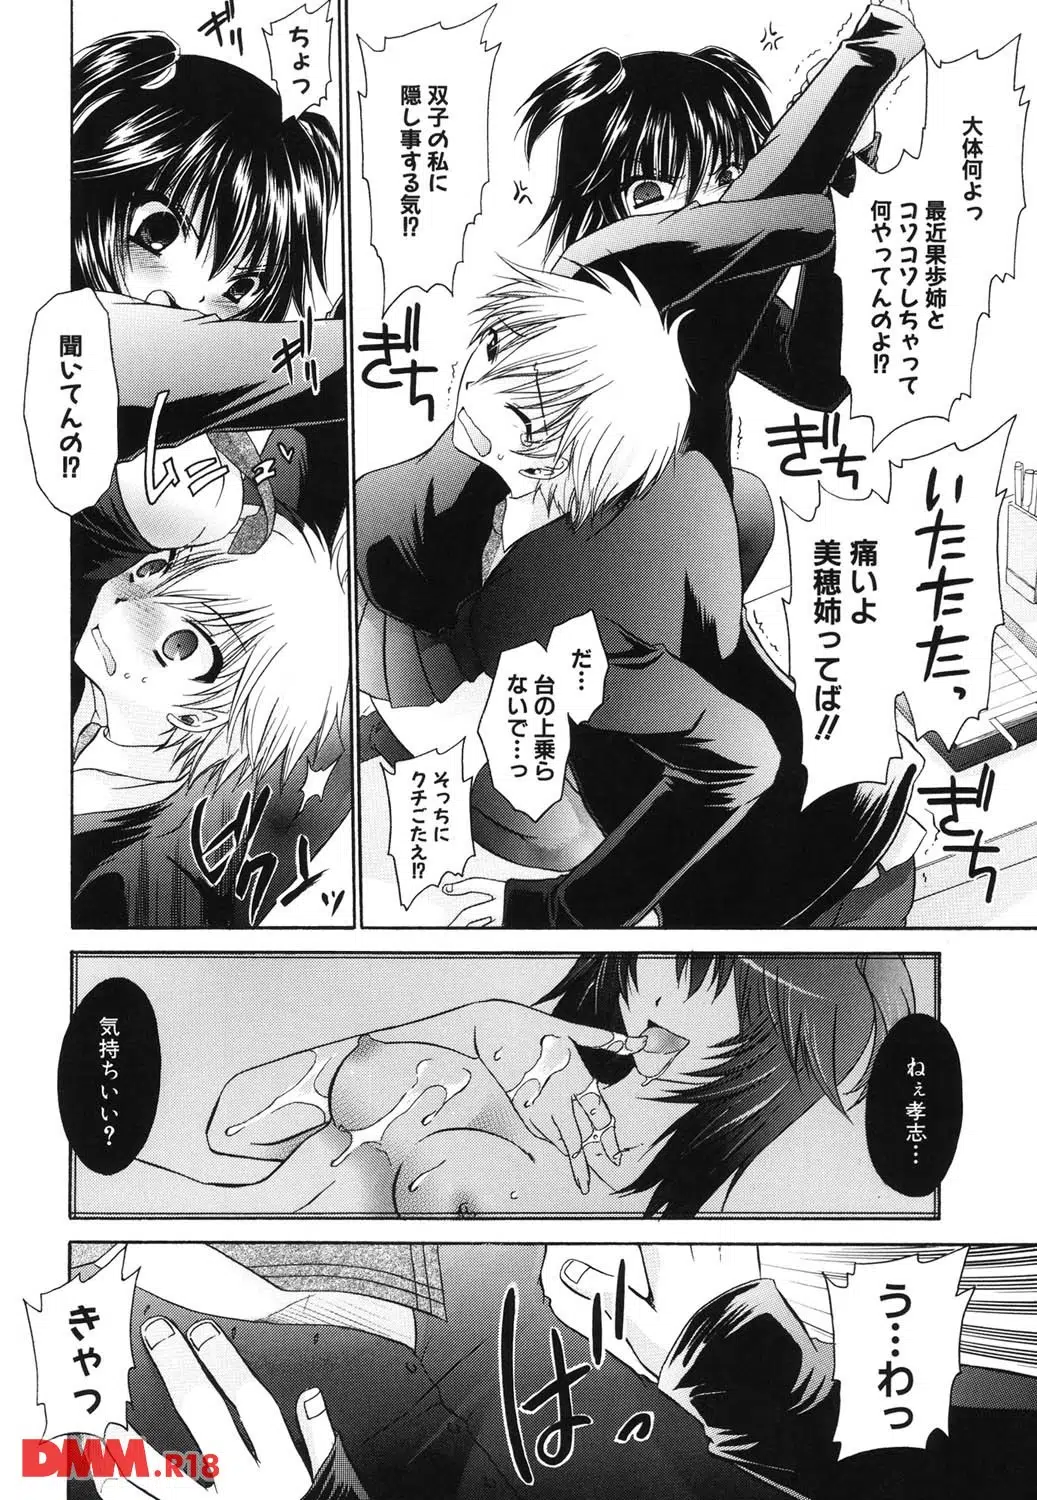 大体何よっ
最近果歩姉と
コソコソしちゃって
何やってんのよ!?
双子の私に
隠し事する気!?
いたたたっ
痛いよ
美穂姉ってば!!
ぎち
ぎち
ぎち
だ…
台の上乗ら
ないで…っ
そっちに
クチごたえ!?
ギリ
ギリ
ちょっ
聞いてんの!?
ムニュ
ドクンッ
ねぇ孝志…
気持ちいい?
う…わっ
ばっ
きゃっ
DMM.R18